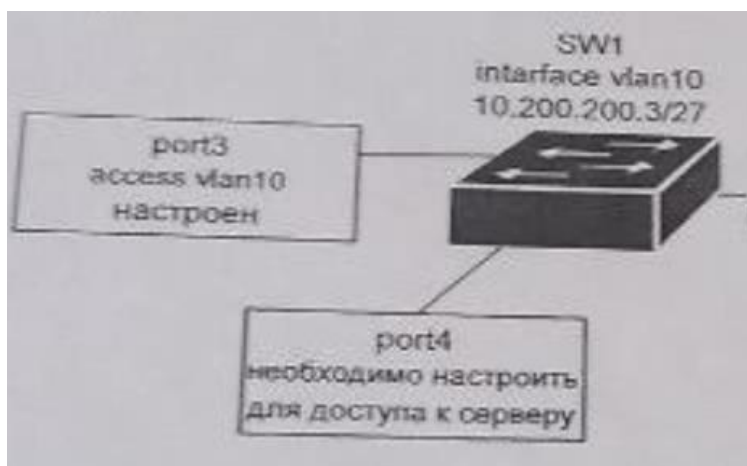 SW1
intarface vlan10
10.200.200.3/27
port3
access vlan10
настроен
port4
необходимо настроить
для доступа к серверу